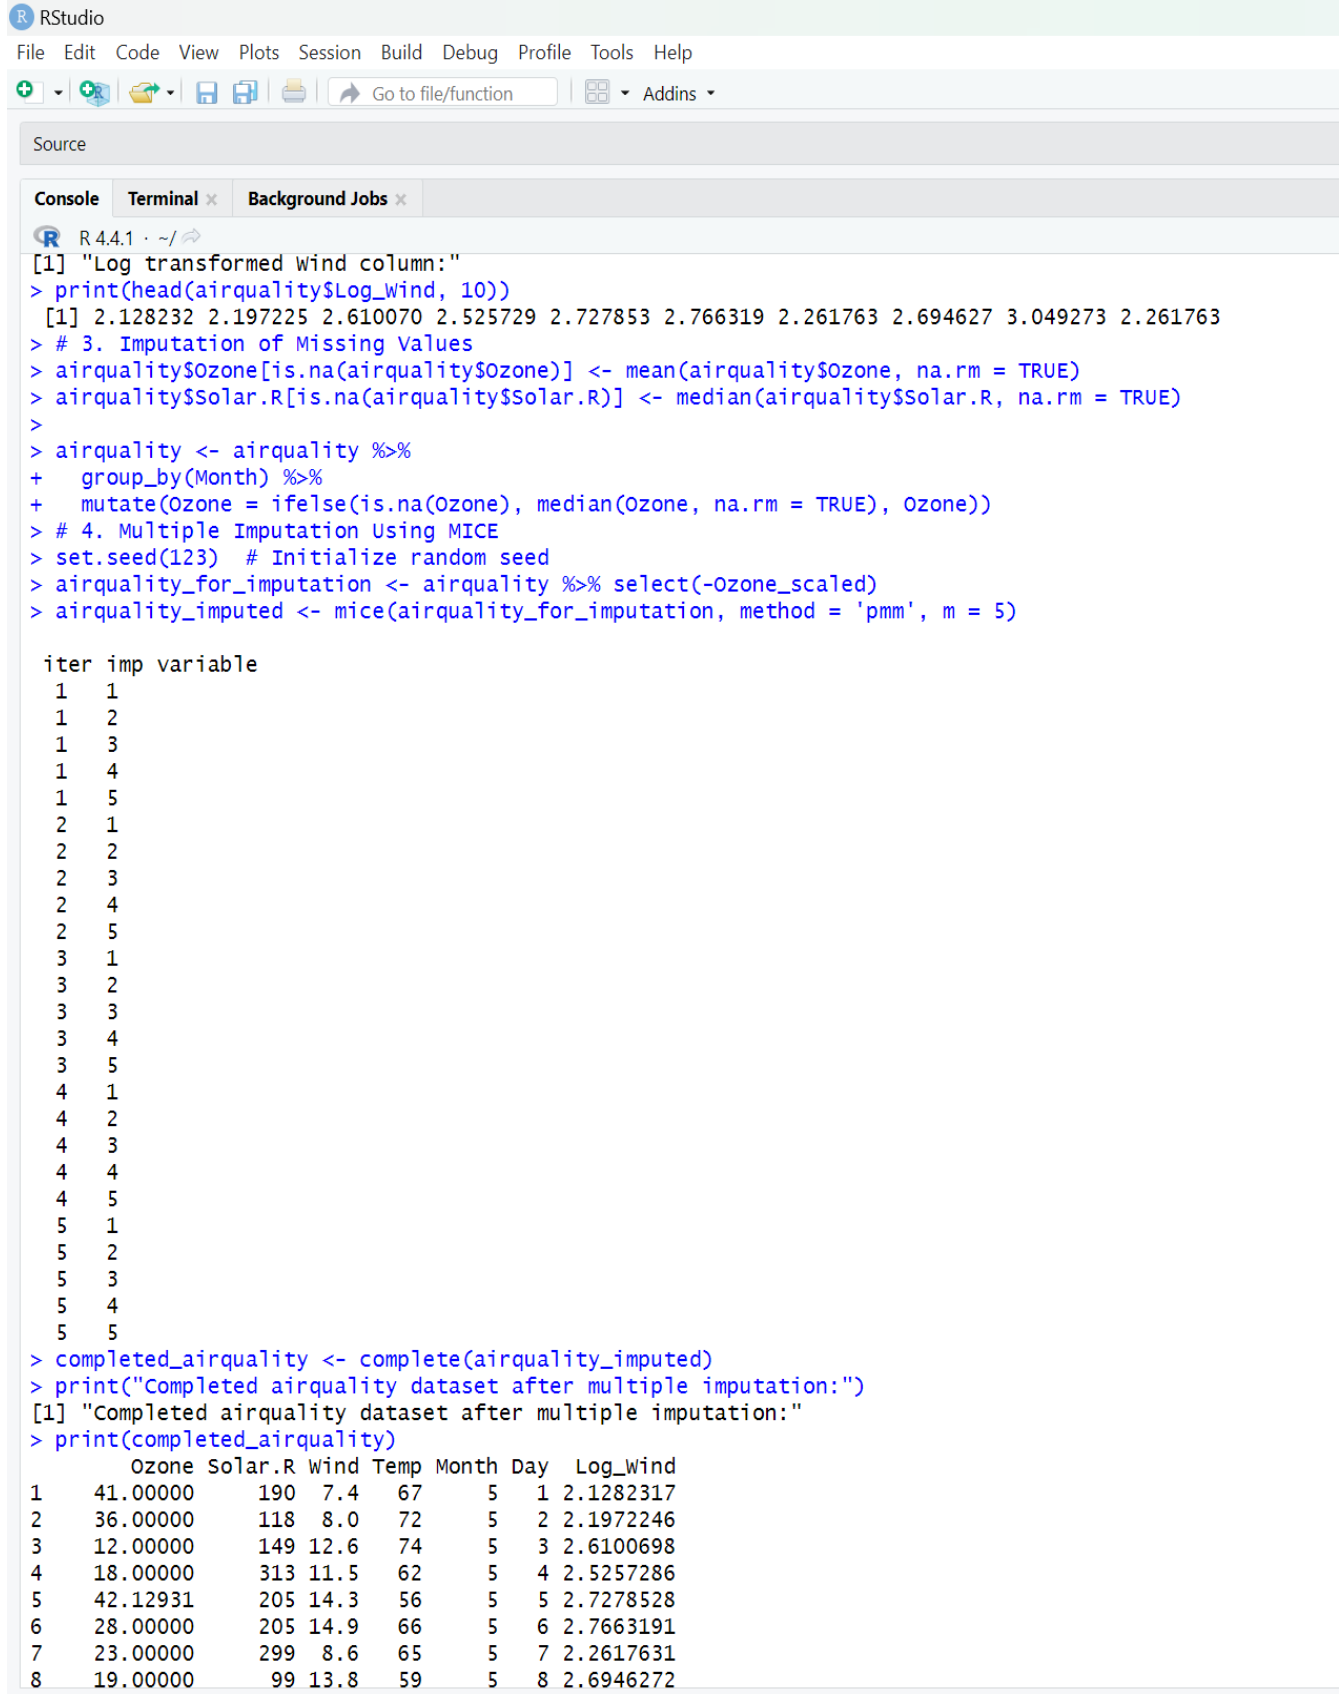 RStudio
File Edit Code View Plots Session Build Debug Profile Tools Help
Go to file/function Addins
Source
Console Terminal Background Jobs
R 4.4.1 · ~/
[1] "Log transformed Wind column:"
> print(head(airquality$Log_Wind, 10))
 [1] 2.128232 2.197225 2.610070 2.525729 2.727853 2.766319 2.261763 2.694627 3.049273 2.261763
> # 3. Imputation of Missing Values
> airquality$Ozone[is.na(airquality$Ozone)] <- mean(airquality$Ozone, na.rm = TRUE)
> airquality$Solar.R[is.na(airquality$Solar.R)] <- median(airquality$Solar.R, na.rm = TRUE)
>
> airquality <- airquality %>%
+   group_by(Month) %>%
+   mutate(Ozone = ifelse(is.na(Ozone), median(Ozone, na.rm = TRUE), Ozone))
> # 4. Multiple Imputation Using MICE
> set.seed(123)  # Initialize random seed
> airquality_for_imputation <- airquality %>% select(-Ozone_scaled)
> airquality_imputed <- mice(airquality_for_imputation, method = 'pmm', m = 5)
 iter imp variable
  1   1
  1   2
  1   3
  1   4
  1   5
  2   1
  2   2
  2   3
  2   4
  2   5
  3   1
  3   2
  3   3
  3   4
  3   5
  4   1
  4   2
  4   3
  4   4
  4   5
  5   1
  5   2
  5   3
  5   4
  5   5
> completed_airquality <- complete(airquality_imputed)
> print("Completed airquality dataset after multiple imputation:")
[1] "Completed airquality dataset after multiple imputation:"
> print(completed_airquality)
        Ozone Solar.R Wind Temp Month Day  Log_Wind
1    41.00000     190  7.4   67     5   1 2.1282317
2    36.00000     118  8.0   72     5   2 2.1972246
3    12.00000     149 12.6   74     5   3 2.6100698
4    18.00000     313 11.5   62     5   4 2.5257286
5    42.12931     205 14.3   56     5   5 2.7278528
6    28.00000     205 14.9   66     5   6 2.7663191
7    23.00000     299  8.6   65     5   7 2.2617631
8    19.00000      99 13.8   59     5   8 2.6946272